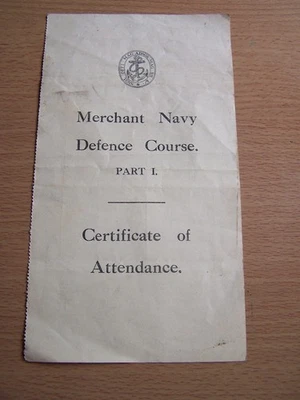 Merchant Navy
Defence Course.
PART I.
Certificate of
Attendance.